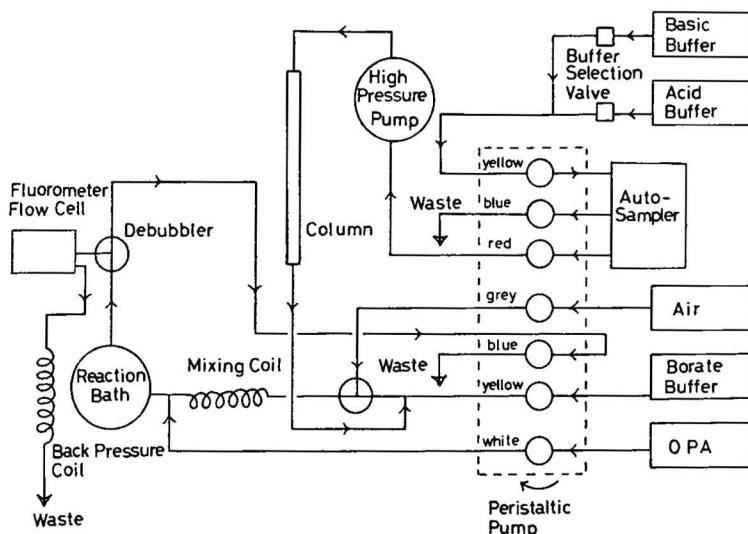 Basic
Buffer
Buffer
Selection
Valve
Acid
Buffer
High
Pressure
Pump
yellow
Auto-
Sampler
Waste
blue
red
Fluorometer
Flow Cell
Debubbler
Column
grey
Air
Mixing Coil
Waste
blue
Reaction
Bath
yellow
Borate
Buffer
Back Pressure
Coil
white
OPA
Waste
Peristaltic
Pump